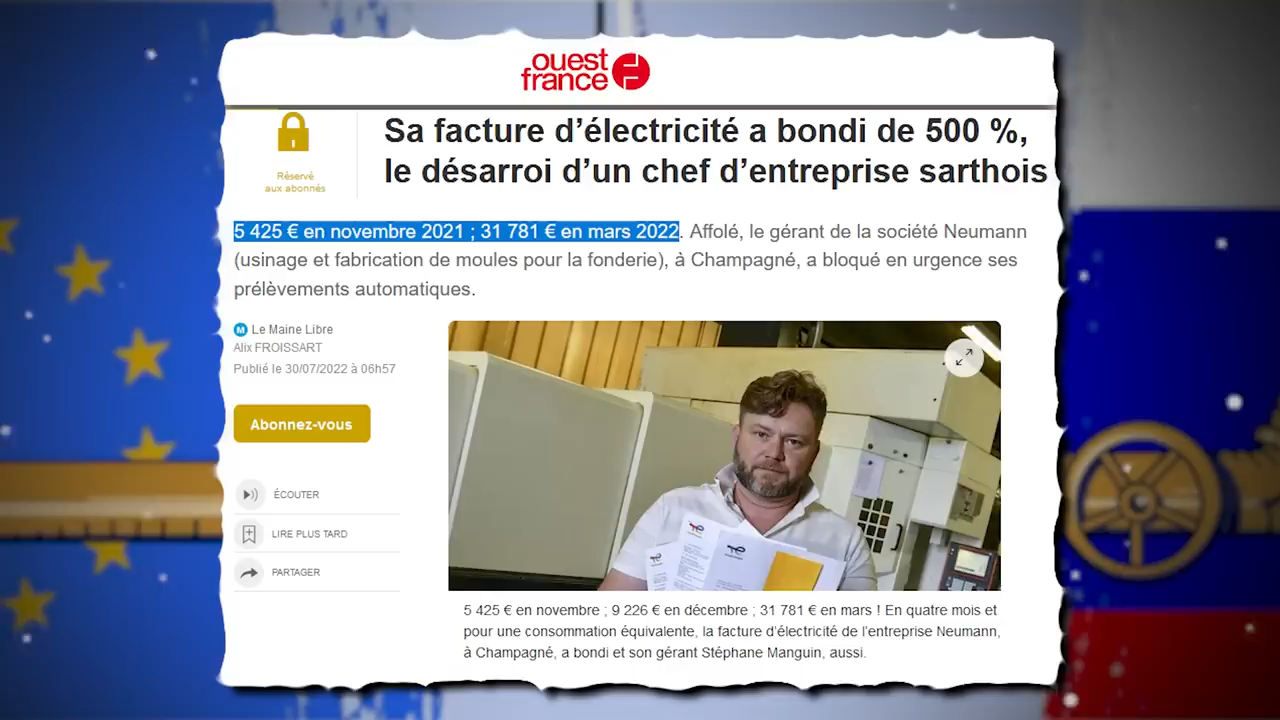 ouest
france
Sa facture d’électricité a bondi de 500 %,
le désarroi d’un chef d’entreprise sarthois
Réservé
aux abonnés
5 425 € en novembre 2021 ; 31 781 € en mars 2022. Affolé, le gérant de la société Neumann
(usinage et fabrication de moules pour la fonderie), à Champagné, a bloqué en urgence ses
prélèvements automatiques.
M Le Maine Libre
Alix FROISSART
Publié le 30/07/2022 à 06h57
Abonnez-vous
ÉCOUTER
LIRE PLUS TARD
PARTAGER
5 425 € en novembre ; 9 226 € en décembre ; 31 781 € en mars ! En quatre mois et
pour une consommation équivalente, la facture d’électricité de l’entreprise Neumann,
à Champagné, a bondi et son gérant Stéphane Manguin, aussi.